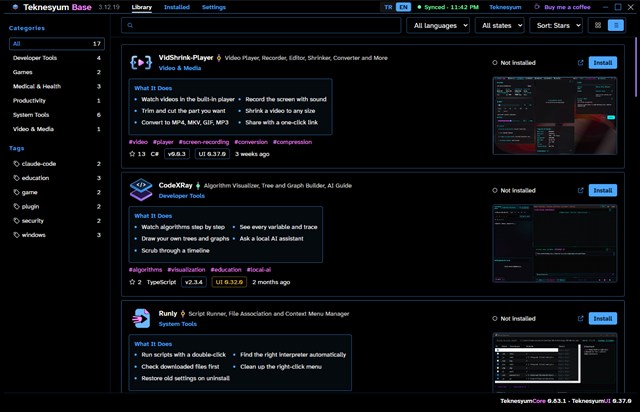 Teknesyum Base 3.12.19 Library Installed Settings TR EN Synced · 11:42 PM Teknesyum Buy me a coffee
Categories
All 17
Developer Tools 4
Games 2
Medical & Health 3
Productivity 1
System Tools 6
Video & Media 1
Tags
claude-code 2
education 3
game 2
plugin 2
security 2
windows 3
All languages All states Sort: Stars
VidShrink-Player Video Player, Recorder, Editor, Shrinker, Converter and More
Video & Media
Not installed Install
What It Does
Watch videos in the built-in player Record the screen with sound
Trim and cut the part you want Shrink a video to any size
Convert to MP4, MKV, GIF, MP3 Share with a one-click link
#video #player #screen-recording #conversion #compression
13 C# v0.0.3 UI 0.37.0 3 weeks ago
CodeXRay Algorithm Visualizer, Tree and Graph Builder, AI Guide
Developer Tools
Not installed Install
What It Does
Watch algorithms step by step See every variable and trace
Draw your own trees and graphs Ask a local AI assistant
Scrub through a timeline
#algorithms #visualization #education #local-ai
2 TypeScript v2.3.4 UI 0.32.0 2 months ago
Runly Script Runner, File Association and Context Menu Manager
System Tools
Not installed Install
What It Does
Run scripts with a double-click Find the right interpreter automatically
Check downloaded files first Clean up the right-click menu
Restore old settings on uninstall
TeknesyumCore 0.83.1 - TeknesyumUI 0.37.0